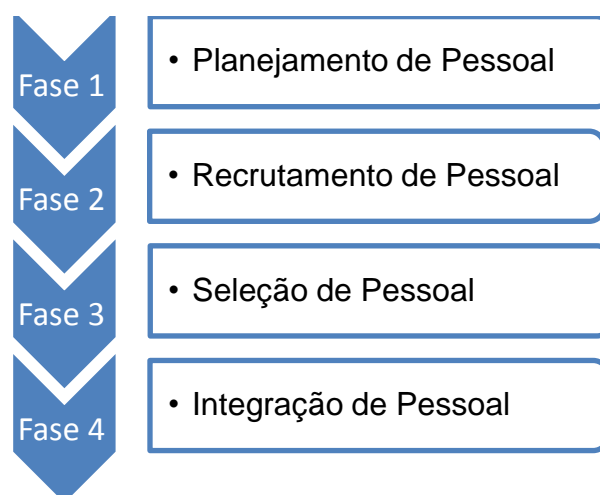 Fase 1
• Planejamento de Pessoal
Fase 2
• Recrutamento de Pessoal
Fase 3
• Seleção de Pessoal
Fase 4
• Integração de Pessoal